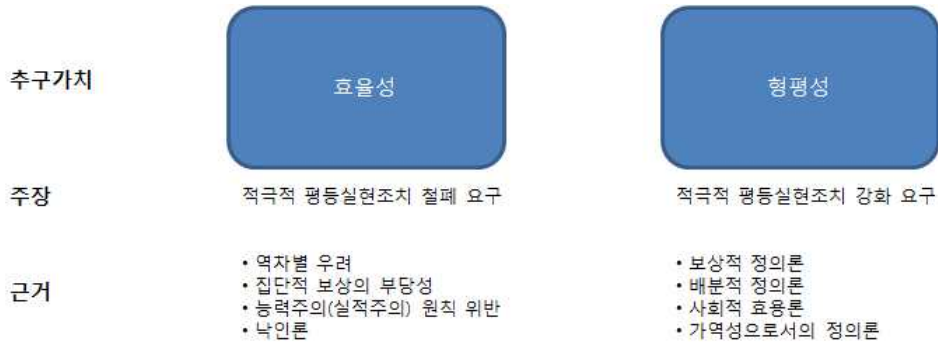 추구가치
효율성
형평성
주장
적극적 평등실현조치 철폐 요구
적극적 평등실현조치 강화 요구
근거
• 역차별 우려
• 집단적 보상의 부당성
• 능력주의(실적주의) 원칙 위반
• 낙인론
• 보상적 정의론
• 배분적 정의론
• 사회적 효용론
• 가역성으로서의 정의론